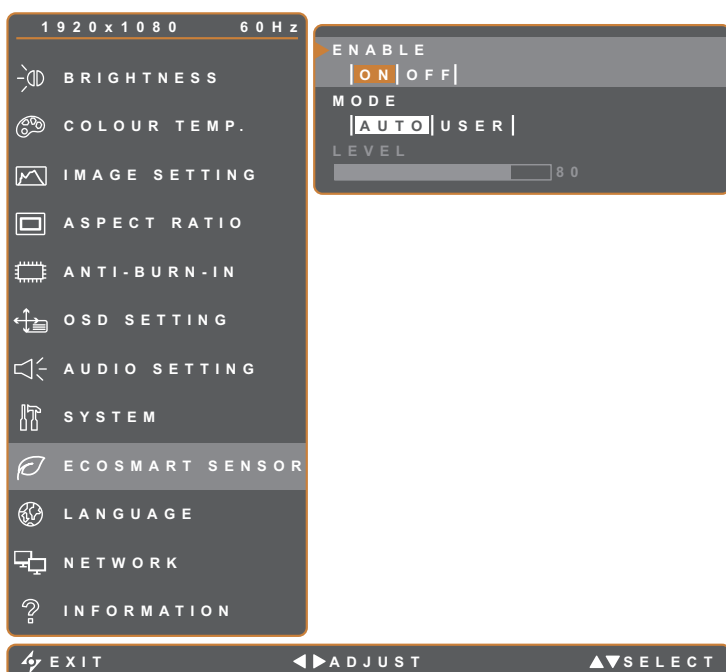 1920x1080 60Hz
BRIGHTNESS
COLOUR TEMP.
IMAGE SETTING
ASPECT RATIO
ANTI-BURN-IN
OSD SETTING
AUDIO SETTING
SYSTEM
ECOSMART SENSOR
LANGUAGE
NETWORK
INFORMATION
ENABLE
ON OFF
MODE
AUTO USER
LEVEL
80
EXIT ADJUST SELECT